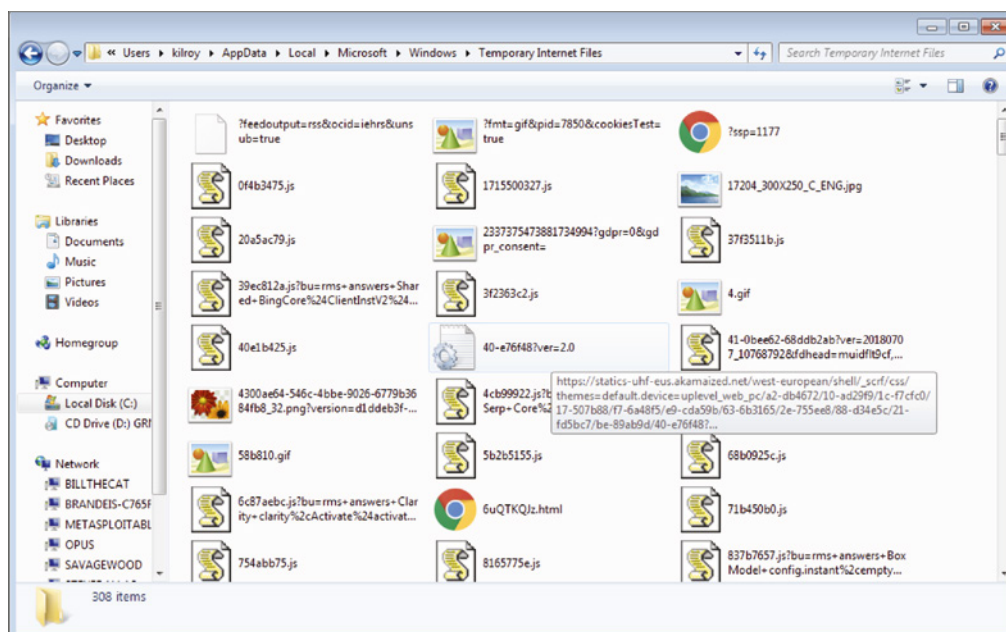 « Users ▸ kilroy ▸ AppData ▸ Local ▸ Microsoft ▸ Windows ▸ Temporary Internet Files
Search Temporary Internet Files
Organize
Favorites
Desktop
Downloads
Recent Places
Libraries
Documents
Music
Pictures
Videos
Homegroup
Computer
Local Disk (C:)
CD Drive (D:) GRM
Network
BILLTHECAT
BRANDEIS-C765F
METASPLOITABL
OPUS
SAVAGEWOOD
?feedoutput=rss&ocid=iehrs&uns
ub=true
?fmt=gif&pid=7850&cookiesTest=
true
?ssp=1177
0f4b3475.js
1715500327.js
17204_300X250_C_ENG.jpg
20a5ac79.js
2337375473881734994?gdpr=0&gd
pr_consent=
37f3511b.js
39ec812a.js?bu=rms+answers+Shar
ed+BingCore%24ClientInstV2%24...
3f2363c2.js
4.gif
40e1b425.js
40-e76f48?ver=2.0
41-0bee62-68ddb2ab?ver=2018070
7_10768792&fdhead=muidflt9cf,...
4300ae64-546c-4bbe-9026-6779b36
84fb8_32.png?version=d1ddeb3f-...
4cb99922.js?b
Serp+Core%2
https://statics-uhf-eus.akamaized.net/west-european/shell/_scrf/css/
themes=default.device=uplevel_web_pc/a2-db4672/10-ad29f9/1c-f7cfc0/
17-507b88/f7-6a48f5/e9-cda59b/63-6b3165/2e-755ee8/88-d34e5c/21-
fd5bc7/be-89ab9d/40-e76f48?...
58b810.gif
5b2b5155.js
68b0925c.js
6c87aebc.js?bu=rms+answers+Clar
ity+clarity%2cActivate%24activat...
6uQTKQJz.html
71b450b0.js
754abb75.js
8165775e.js
837b7657.js?bu=rms+answers+Box
Model+config.instant%2cempty...
308 items